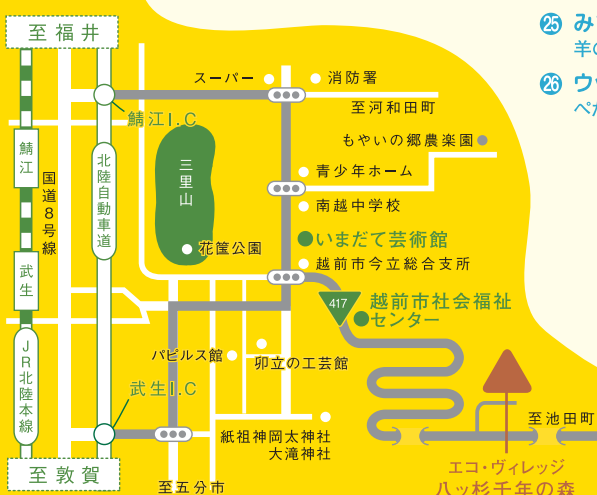 至福井
㉕ み
羊の
㉖ ウ
ぺた
スーパー
消防署
鯖江I.C
至河和田町
もやいの郷農楽園
鯖江
国道8号線
北陸自動車道
三里山
青少年ホーム
南越中学校
花筺公園
いまだて芸術館
越前市今立総合支所
武生
417
越前市社会福祉
センター
パピルス館
卯立の工芸館
JR北陸本線
武生I.C
至池田町
紙祖神岡太神社
大滝神社
至敦賀
至五分市
エコ・ヴィレッジ
八ッ杉千年の森